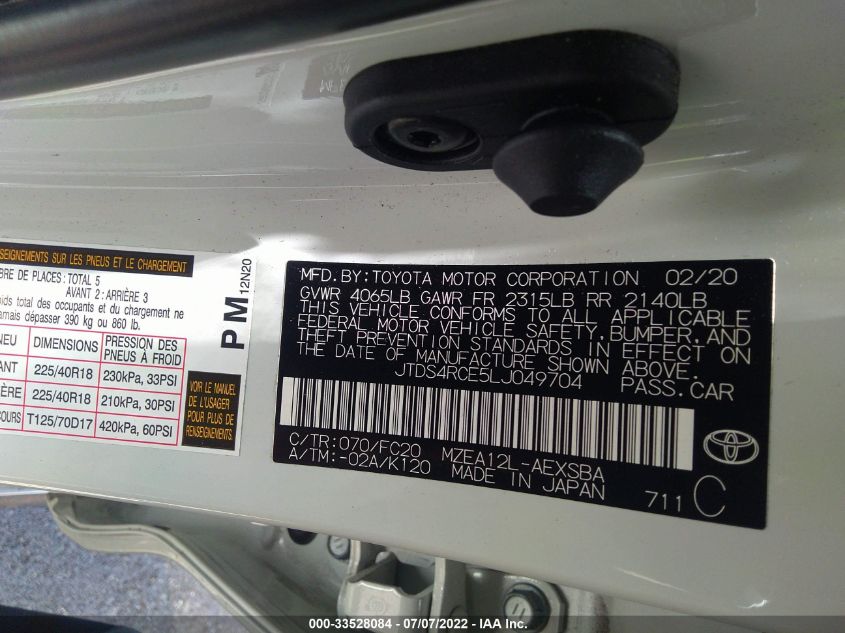 SEIGNEMENTS SUR LES PNEUS ET LE CHARGEMENT
BRE DE PLACES: TOTAL 5
AVANT 2: ARRIÈRE 3
oids total des occupants et du chargement ne
jamais dépasser 390 kg ou 860 lb.
NEU DIMENSIONS PRESSION DES PNEUS À FROID
ANT 225/40R18 230kPa, 33PSI
IÈRE 225/40R18 210kPa, 30PSI
COURS T125/70D17 420kPa, 60PSI
VOIR LE MANUEL
DE L'USAGER
POUR PLUS DE
RENSEIGNEMENTS
PM 12N20
MFD. BY: TOYOTA MOTOR CORPORATION 02/20
GVWR 4065LB GAWR FR 2315LB RR 2140LB
THIS VEHICLE CONFORMS TO ALL APPLICABLE
FEDERAL MOTOR VEHICLE SAFETY, BUMPER, AND
THEFT PREVENTION STANDARDS IN EFFECT ON
THE DATE OF MANUFACTURE SHOWN ABOVE.
JTDS4RCE5LJ049704 PASS. CAR
C/TR: 070/FC20 MZEA12L-AEXSBA
A/TM: -02A/K120 MADE IN JAPAN
711 C
000-33528084 - 07/07/2022 - IAA Inc.